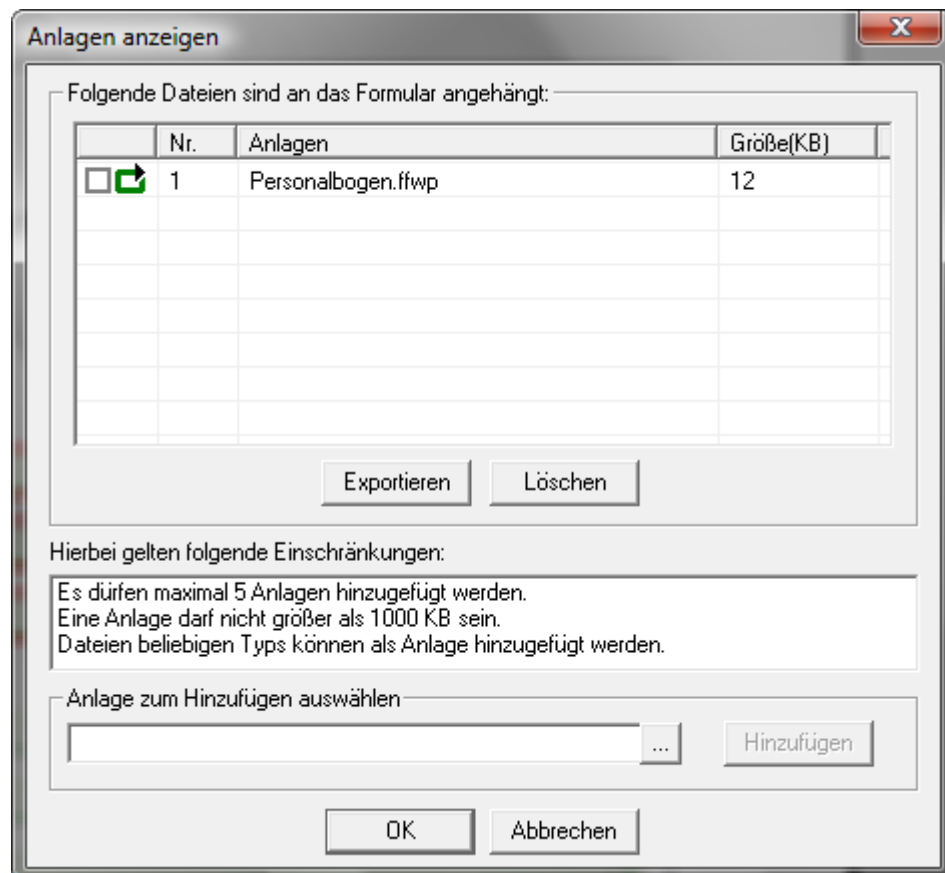 Anlagen anzeigen
Folgende Dateien sind an das Formular angehängt:
Nr. Anlagen Größe(KB)
1 Personalbogen.ffwp 12
Exportieren Löschen
Hierbei gelten folgende Einschränkungen:
Es dürfen maximal 5 Anlagen hinzugefügt werden.
Eine Anlage darf nicht größer als 1000 KB sein.
Dateien beliebigen Typs können als Anlage hinzugefügt werden.
Anlage zum Hinzufügen auswählen
... Hinzufügen
OK Abbrechen